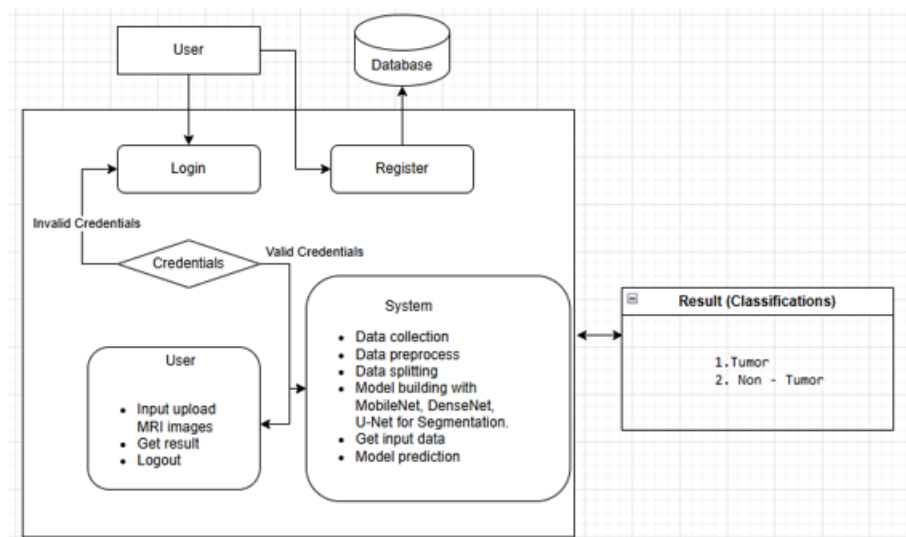 User
Database
Login
Register
Invalid Credentials
Credentials
Valid Credentials
System
• Data collection
• Data preprocess
• Data splitting
• Model building with
MobileNet, DenseNet,
U-Net for Segmentation.
• Get input data
• Model prediction
User
• Input upload
MRI images
• Get result
• Logout
Result (Classifications)
1.Tumor
2. Non - Tumor